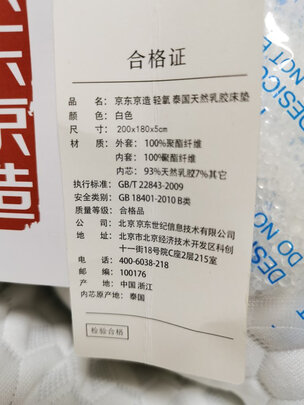 京东京造
合格证
品 名： 京东京造 轻氧 泰国天然乳胶床垫
颜 色： 白色
尺 寸： 200x180x5cm
材 质： 外套：100%聚酯纤维
内套：100%聚酯纤维
内芯：93%天然乳胶7%其它
执行标准： GB/T 22843-2009
安全类别： GB 18401-2010 B类
质量等级： 合格品
公 司： 北京京东世纪信息技术有限公司
地 址： 北京市北京经济技术开发区科创
十一街18号院C座2层215室
电 话： 400-6038-218
邮 编： 100176
产 地： 中国 浙江
内芯原产地： 泰国
检验合格
DESICC
DO NOT E